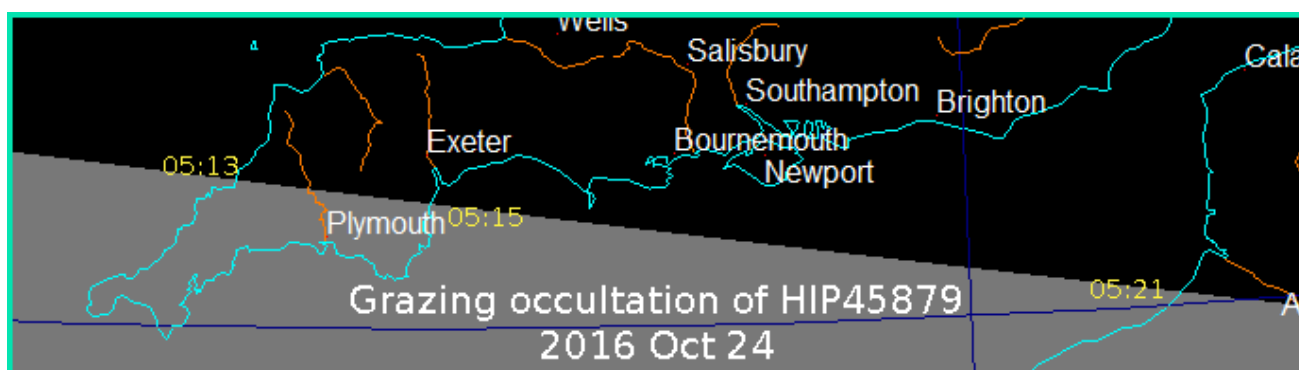 Wells
Salisbury
Southampton
Brighton
Exeter
Bournemouth
Newport
05:13
Plymouth
05:15
05:21
Grazing occultation of HIP45879
2016 Oct 24